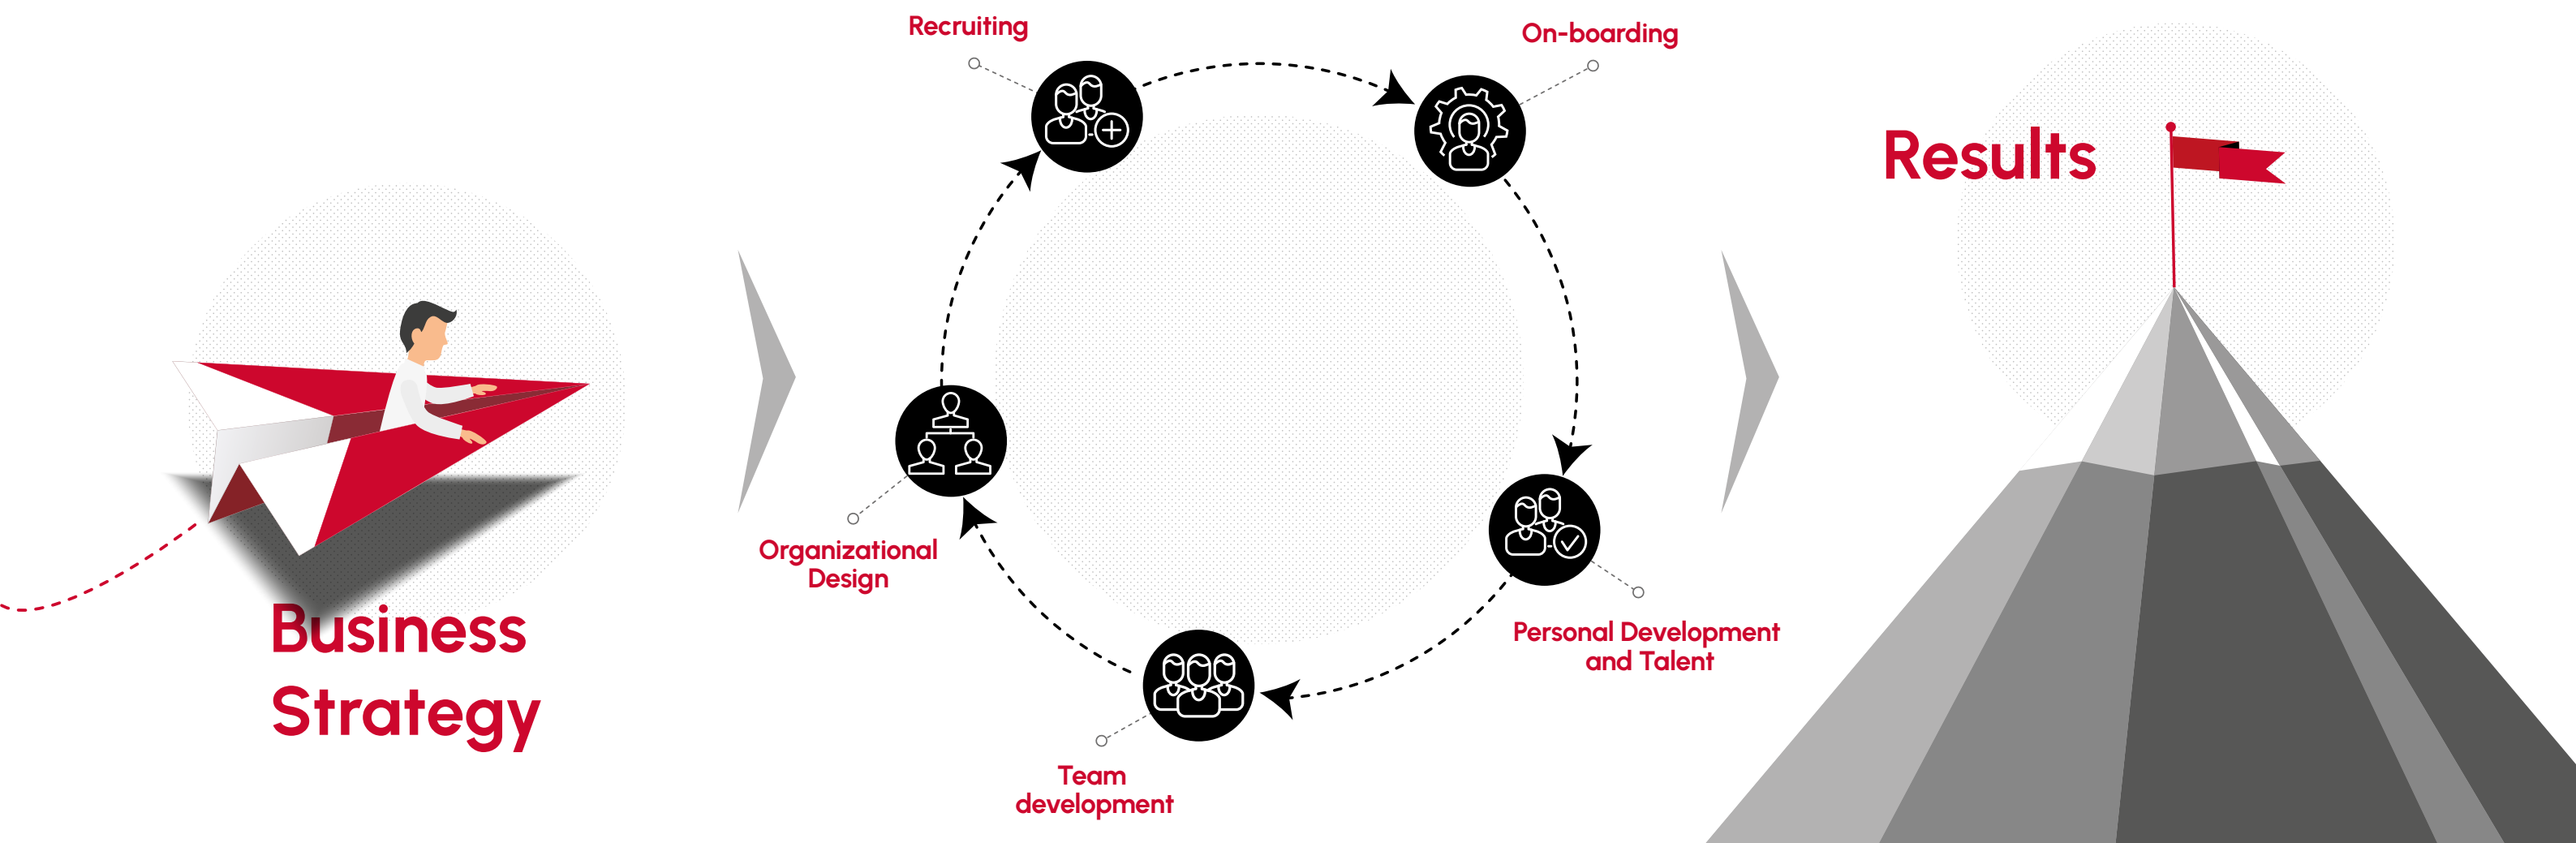 Business
Strategy
Recruiting
On-boarding
Personal Development
and Talent
Team
development
Organizational
Design
Results